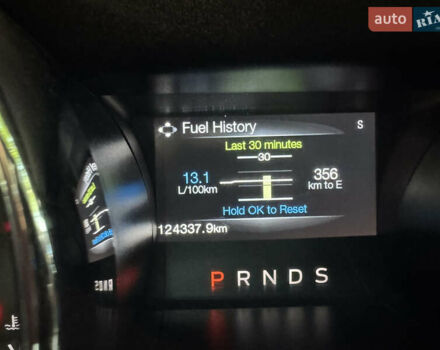 auto RIA
Fuel History S
Last 30 minutes
30
13.1 356
L/100km km to E
Hold OK to Reset
124337.9km
P R N D S